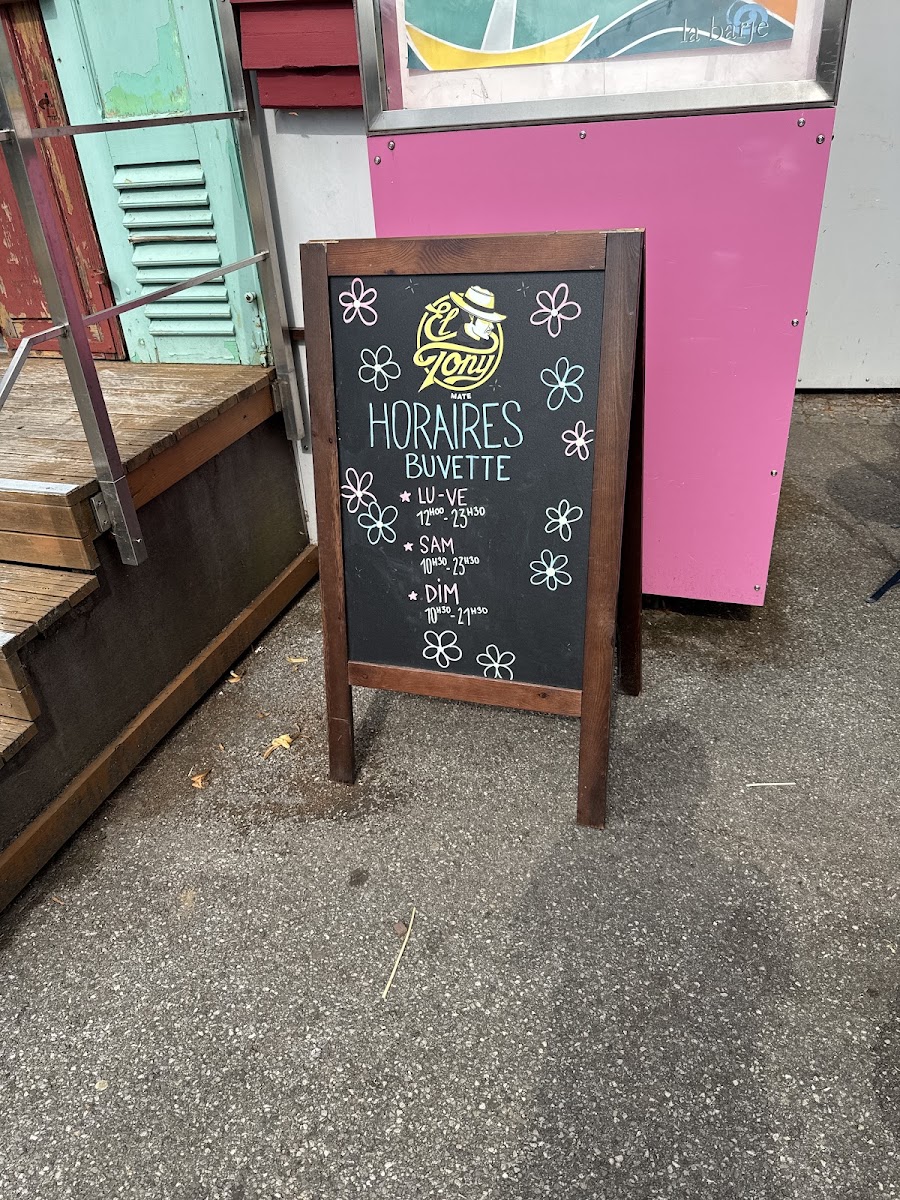 la barje
El
Tony
MATE
HORAIRES
BUVETTE
LU-VE
12H00 - 23H30
SAM
10H30 - 23H30
DIM
10H30 - 21H30